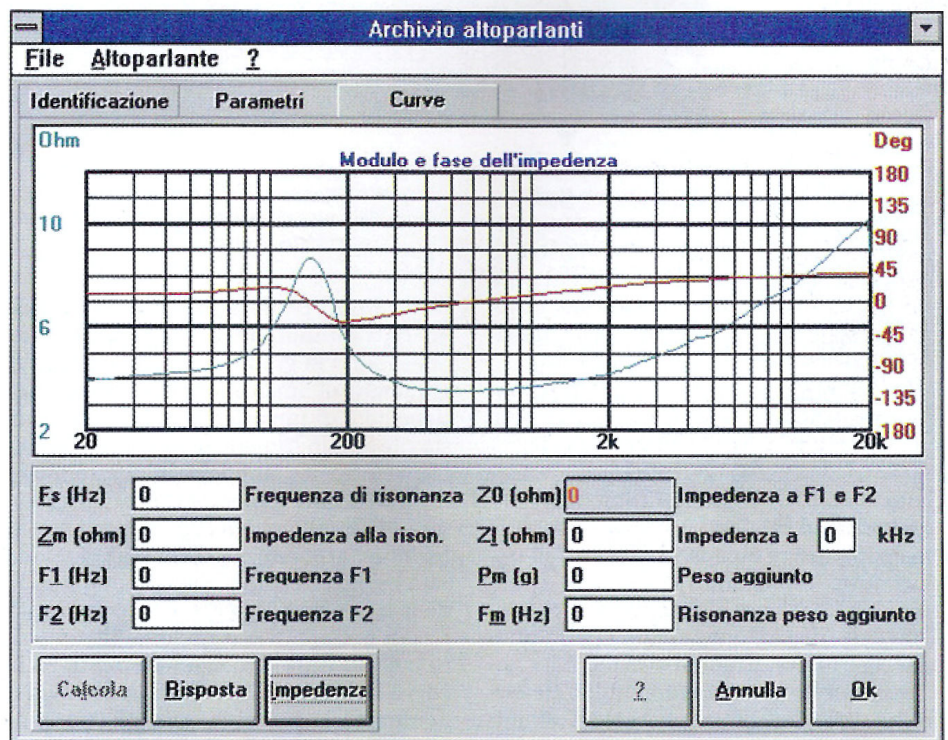 Archivio altoparlanti
File Altoparlante ?
Identificazione Parametri Curve
Ohm Deg
Modulo e fase dell'impedenza
180
135
10
90
45
0
6
-45
-90
-135
2 -180
20 200 2k 20k
Fs (Hz) 0 Frequenza di risonanza Z0 (ohm) 0 Impedenza a F1 e F2
Zm (ohm) 0 Impedenza alla rison. Zl (ohm) 0 Impedenza a 0 kHz
F1 (Hz) 0 Frequenza F1 Pm (g) 0 Peso aggiunto
F2 (Hz) 0 Frequenza F2 Fm (Hz) 0 Risonanza peso aggiunto
Calcola Risposta Impedenza ? Annulla Ok